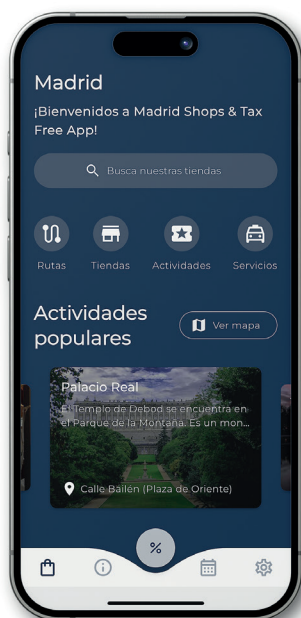 Madrid
¡Bienvenidos a Madrid Shops & Tax
Free App!
Busca nuestras tiendas
Rutas
Tiendas
Actividades
Servicios
Actividades
populares
Ver mapa
Palacio Real
El Templo de Debod se encuentra en
el Parque de la Montaña. Es un mon...
Calle Bailén (Plaza de Oriente)
%